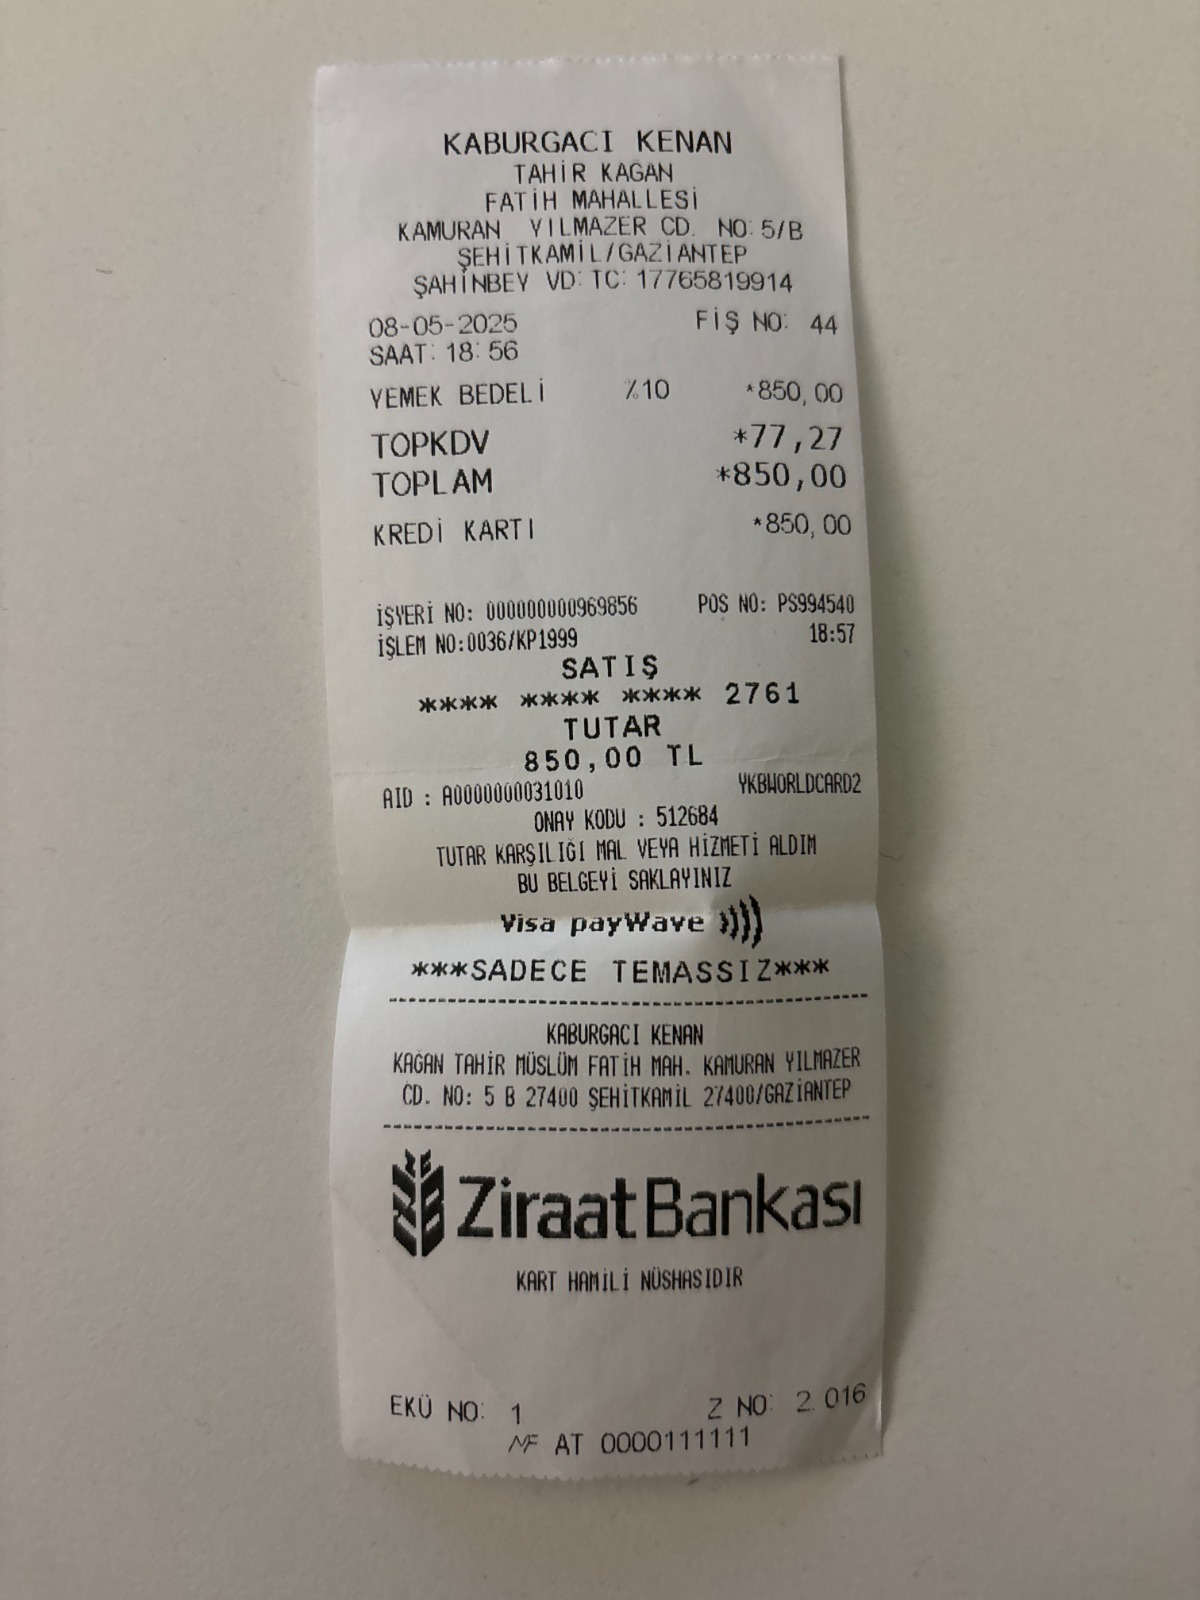 KABURGACI KENAN
TAHİR KAĞAN
FATİH MAHALLESİ
KAMURAN YILMAZER CD. NO:5/B
ŞEHİTKAMİL/GAZİANTEP
ŞAHİNBEY VD: TC: 17765819914
08-05-2025 FİŞ NO: 44
SAAT: 18:56
YEMEK BEDELİ %10 *850,00
TOPKDV *77,27
TOPLAM *850,00
KREDİ KARTI *850,00
İŞYERİ NO: 000000000969856 POS NO: PS994540
İŞLEM NO:0036/KP1999 18:57
SATIŞ
**** **** **** 2761
TUTAR
850,00 TL
AID : A0000000031010 YKBWORLDCARD2
ONAY KODU : 512684
TUTAR KARŞILIĞI MAL VEYA HİZMETİ ALDIM
BU BELGEYİ SAKLAYINIZ
Visa payWave
***SADECE TEMASSIZ***
KABURGACI KENAN
KAĞAN TAHİR MÜSLÜM FATİH MAH. KAMURAN YILMAZER
CD. NO: 5 B 27400 ŞEHİTKAMİL 27400/GAZİANTEP
ZiraatBankası
KART HAMİLİ NÜSHASIDIR
EKÜ NO: 1 Z NO: 2.016
MF AT 0000111111